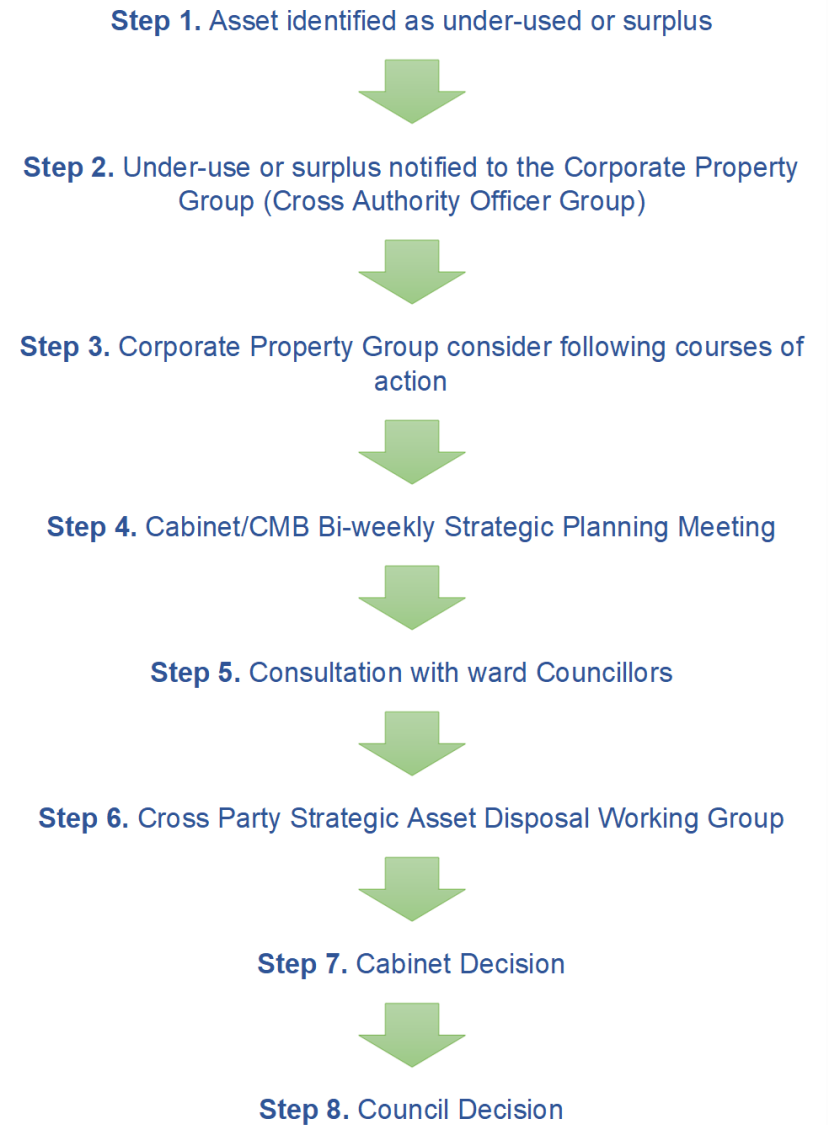 Step 1. Asset identified as under-used or surplus
Step 2. Under-use or surplus notified to the Corporate Property
Group (Cross Authority Officer Group)
Step 3. Corporate Property Group consider following courses of
action
Step 4. Cabinet/CMB Bi-weekly Strategic Planning Meeting
Step 5. Consultation with ward Councillors
Step 6. Cross Party Strategic Asset Disposal Working Group
Step 7. Cabinet Decision
Step 8. Council Decision